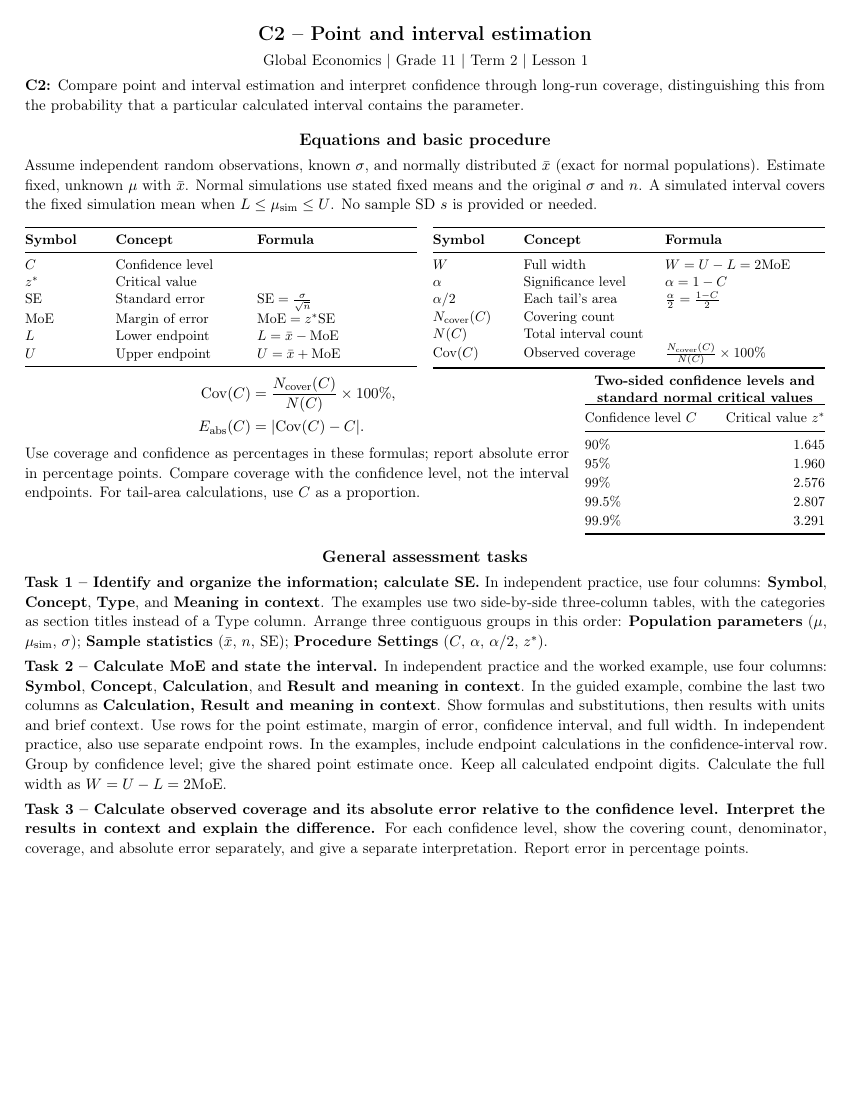 C2 – Point and interval estimation
Global Economics | Grade 11 | Term 2 | Lesson 1
C2: Compare point and interval estimation and interpret confidence through long-run coverage, distinguishing this from
the probability that a particular calculated interval contains the parameter.
Equations and basic procedure
Assume independent random observations, known σ, and normally distributed x̄ (exact for normal populations). Estimate
fixed, unknown μ with x̄. Normal simulations use stated fixed means and the original σ and n. A simulated interval covers
the fixed simulation mean when L ≤ μ_sim ≤ U. No sample SD s is provided or needed.
Symbol Concept Formula
C Confidence level
z* Critical value
SE Standard error SE = σ/√n
MoE Margin of error MoE = z*SE
L Lower endpoint L = x̄ − MoE
U Upper endpoint U = x̄ + MoE
Symbol Concept Formula
W Full width W = U − L = 2MoE
α Significance level α = 1 − C
α/2 Each tail's area α/2 = (1−C)/2
N_cover(C) Covering count
N(C) Total interval count
Cov(C) Observed coverage N_cover(C)/N(C) × 100%
Cov(C) = N_cover(C)/N(C) × 100%,
E_abs(C) = |Cov(C) − C|.
Use coverage and confidence as percentages in these formulas; report absolute error
in percentage points. Compare coverage with the confidence level, not the interval
endpoints. For tail-area calculations, use C as a proportion.
Two-sided confidence levels and
standard normal critical values
Confidence level C Critical value z*
90% 1.645
95% 1.960
99% 2.576
99.5% 2.807
99.9% 3.291
General assessment tasks
Task 1 – Identify and organize the information; calculate SE. In independent practice, use four columns: Symbol,
Concept, Type, and Meaning in context. The examples use two side-by-side three-column tables, with the categories
as section titles instead of a Type column. Arrange three contiguous groups in this order: Population parameters (μ,
μ_sim, σ); Sample statistics (x̄, n, SE); Procedure Settings (C, α, α/2, z*).
Task 2 – Calculate MoE and state the interval. In independent practice and the worked example, use four columns:
Symbol, Concept, Calculation, and Result and meaning in context. In the guided example, combine the last two
columns as Calculation, Result and meaning in context. Show formulas and substitutions, then results with units
and brief context. Use rows for the point estimate, margin of error, confidence interval, and full width. In independent
practice, also use separate endpoint rows. In the examples, include endpoint calculations in the confidence-interval row.
Group by confidence level; give the shared point estimate once. Keep all calculated endpoint digits. Calculate the full
width as W = U − L = 2MoE.
Task 3 – Calculate observed coverage and its absolute error relative to the confidence level. Interpret the
results in context and explain the difference. For each confidence level, show the covering count, denominator,
coverage, and absolute error separately, and give a separate interpretation. Report error in percentage points.